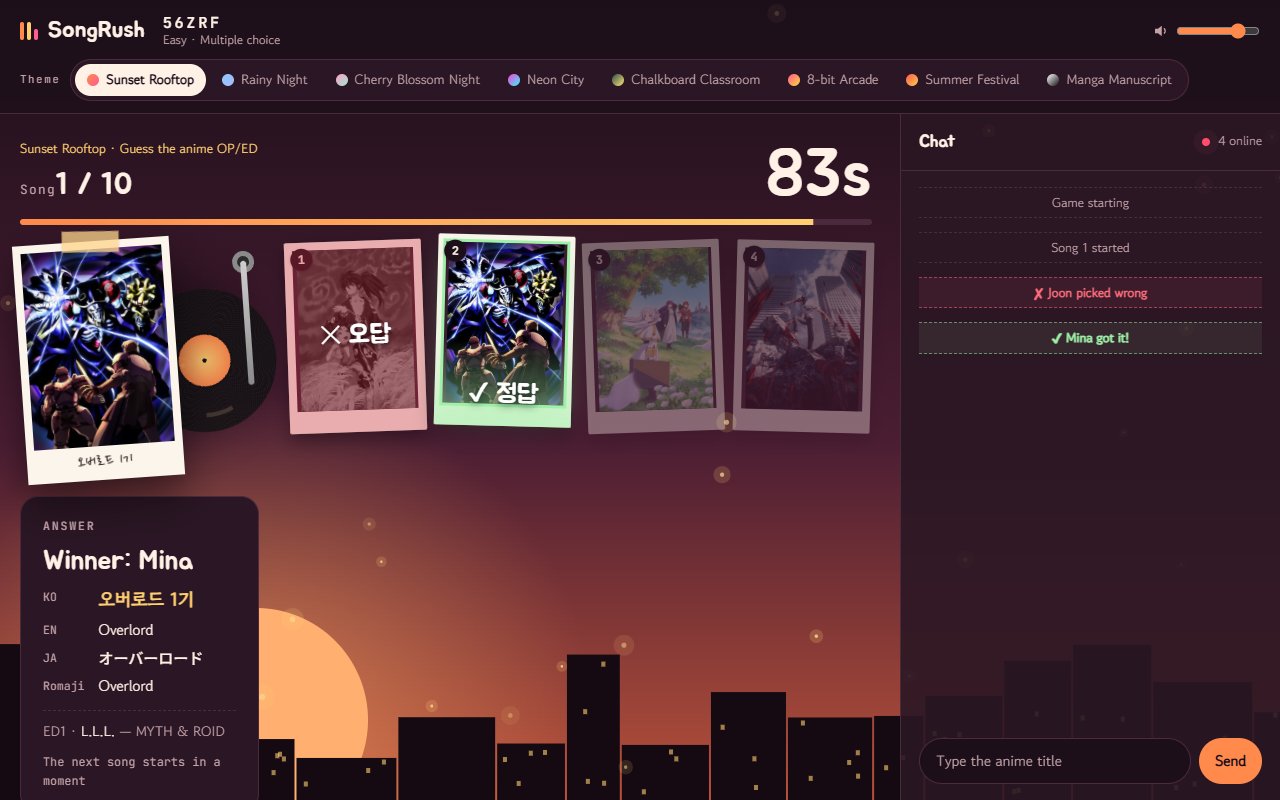 SongRush
56ZRF
Easy · Multiple choice
Theme
Sunset Rooftop
Rainy Night
Cherry Blossom Night
Neon City
Chalkboard Classroom
8-bit Arcade
Summer Festival
Manga Manuscript
Sunset Rooftop · Guess the anime OP/ED
Song 1 / 10
83s
오버로드 1기
1
✕ 오답
2
✓ 정답
3
4
ANSWER
Winner: Mina
KO 오버로드 1기
EN Overlord
JA オーバーロード
Romaji Overlord
ED1 · L.L.L. — MYTH & ROID
The next song starts in a
moment
Chat
4 online
Game starting
Song 1 started
✘ Joon picked wrong
✓ Mina got it!
Type the anime title
Send